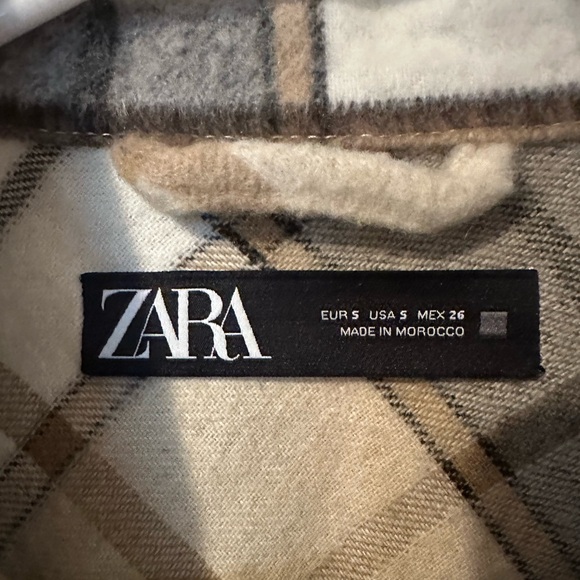 ZARA
EUR S USA S MEX 26
MADE IN MOROCCO